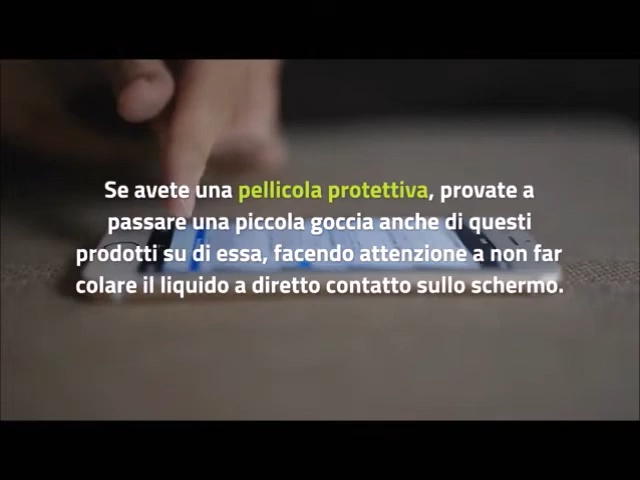 Se avete una pellicola protettiva, provate a
passare una piccola goccia anche di questi
prodotti su di essa, facendo attenzione a non far
colare il liquido a diretto contatto sullo schermo.